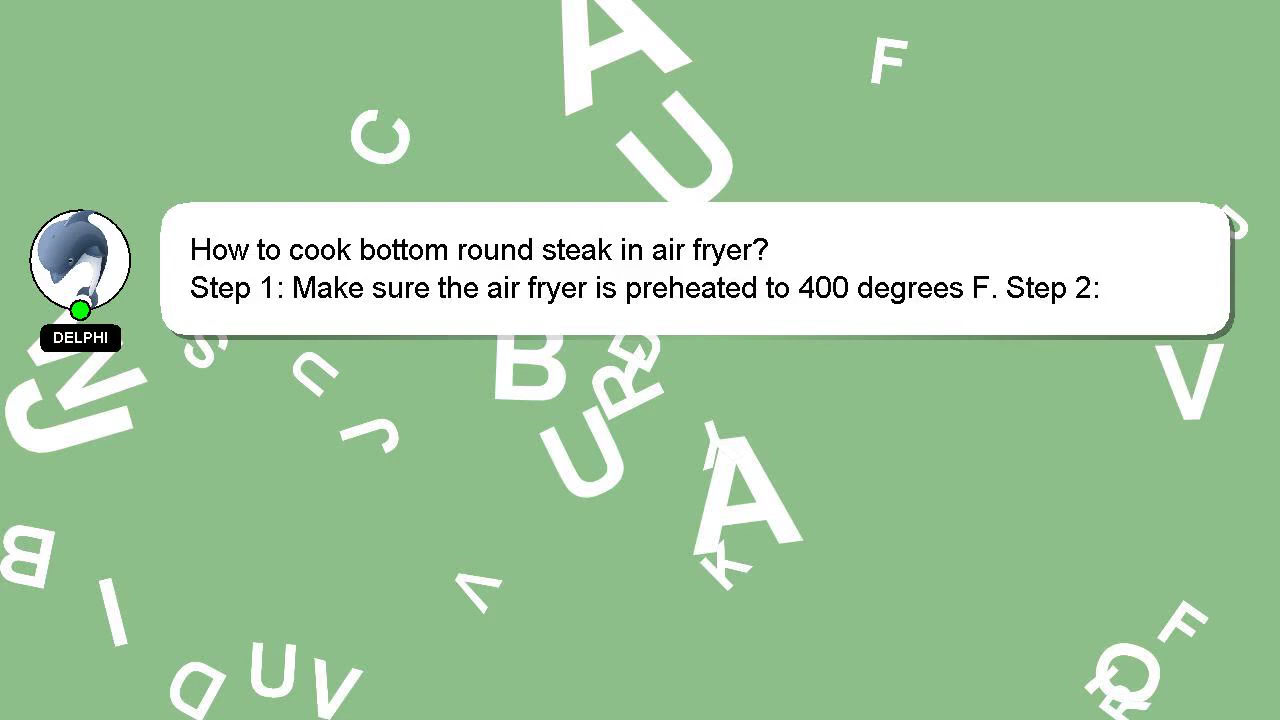 A
F
C
U
J
How to cook bottom round steak in air fryer?
Step 1: Make sure the air fryer is preheated to 400 degrees F. Step 2:
DELPHI
S
U
B
D
R
V
J
J
U
A
K
B
I
V
D
U
V
F
Q